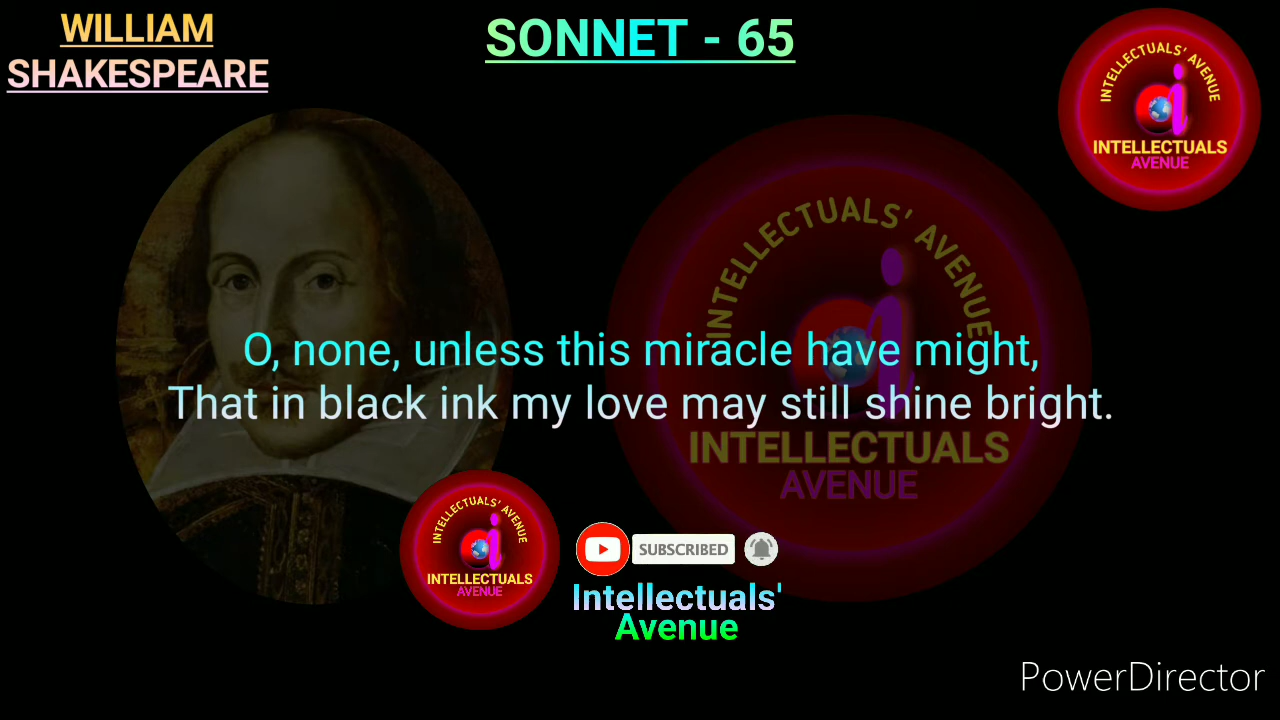 WILLIAM
SHAKESPEARE
SONNET - 65
INTELLECTUALS' AVENUE
INTELLECTUALS
AVENUE
INTELLECTUALS' AVENUE
O, none, unless this miracle have might,
That in black ink my love may still shine bright.
INTELLECTUALS
AVENUE
INTELLECTUALS' AVENUE
INTELLECTUALS
AVENUE
SUBSCRIBED
Intellectuals'
Avenue
PowerDirector